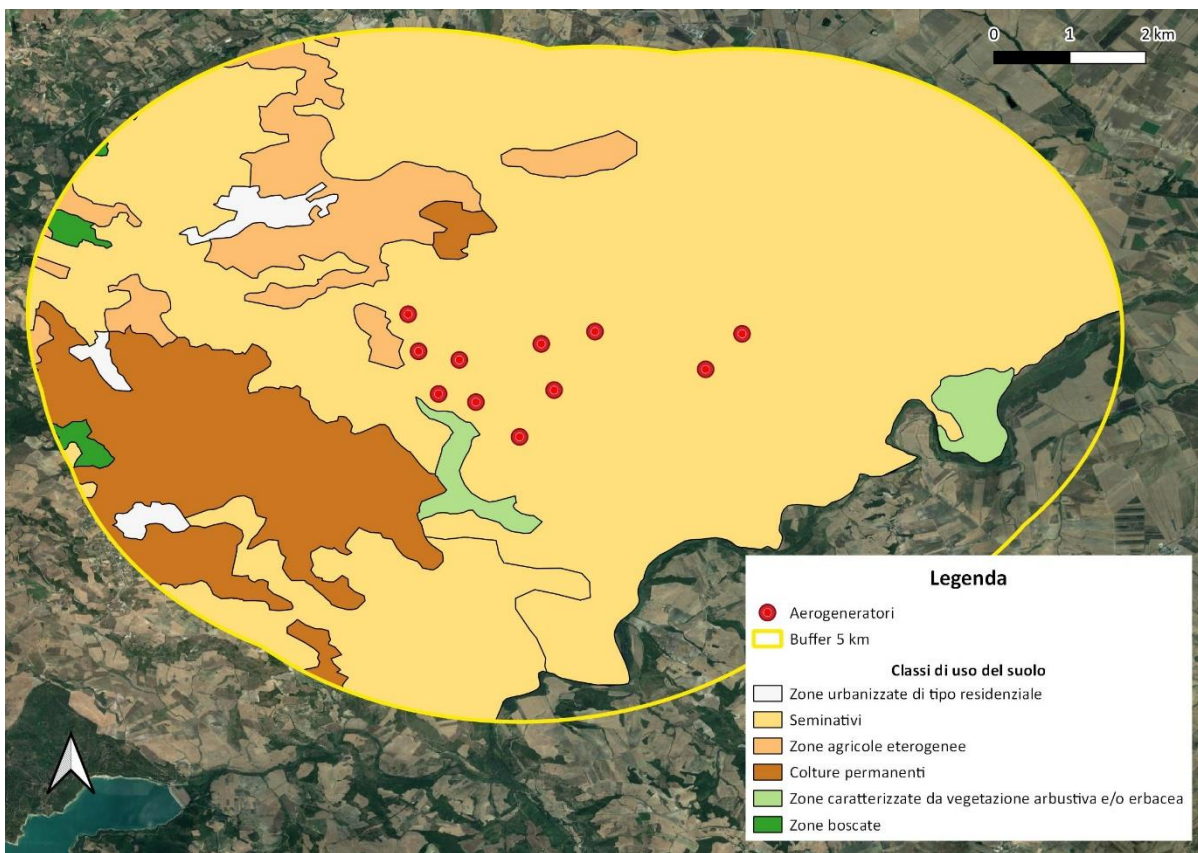 0 1 2 km
Legenda
Aerogeneratori
Buffer 5 km
Classi di uso del suolo
Zone urbanizzate di tipo residenziale
Seminativi
Zone agricole eterogenee
Colture permanenti
Zone caratterizzate da vegetazione arbustiva e/o erbacea
Zone boscate